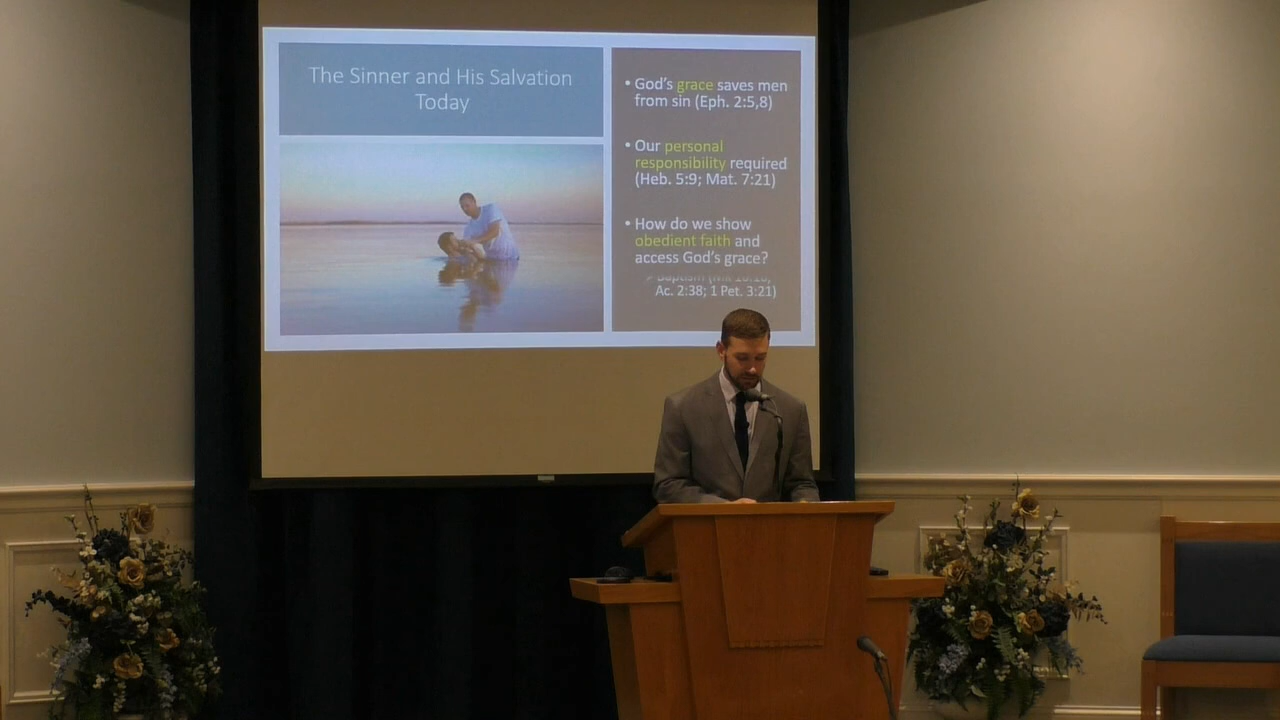 The Sinner and His Salvation
Today
• God's grace saves men
from sin (Eph. 2:5,8)
• Our personal
responsibility required
(Heb. 5:9; Mat. 7:21)
• How do we show
obedient faith and
access God's grace?
Baptism
Ac. 2:38; 1 Pet. 3:21)